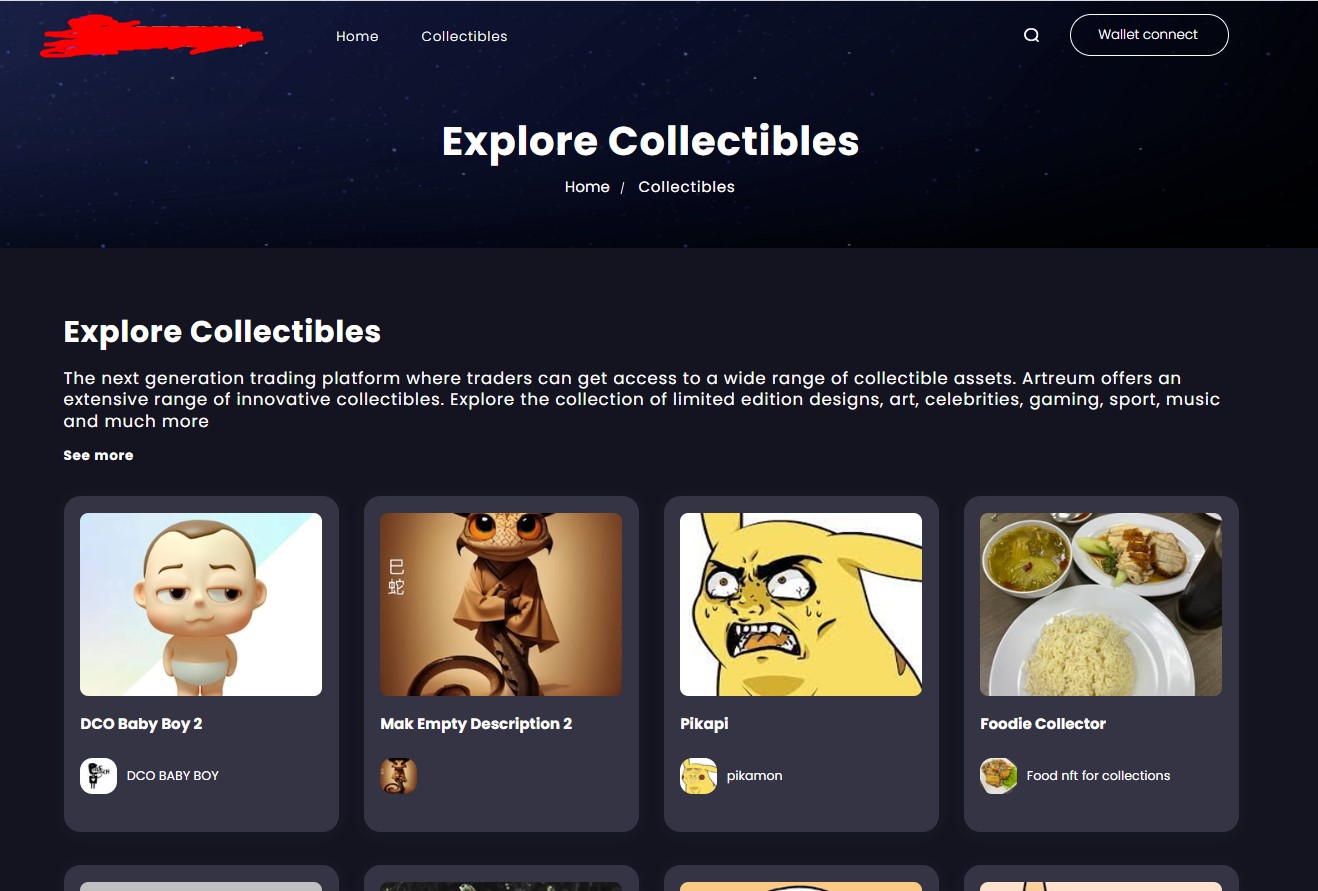 Home
Collectibles
Wallet connect
Explore Collectibles
Home / Collectibles
Explore Collectibles
The next generation trading platform where traders can get access to a wide range of collectible assets. Artreum offers an
extensive range of innovative collectibles. Explore the collection of limited edition designs, art, celebrities, gaming, sport, music
and much more
See more
巳
蛇
DCO Baby Boy 2
Mak Empty Description 2
Pikapi
Foodie Collector
DCO BABY BOY
pikamon
Food nft for collections